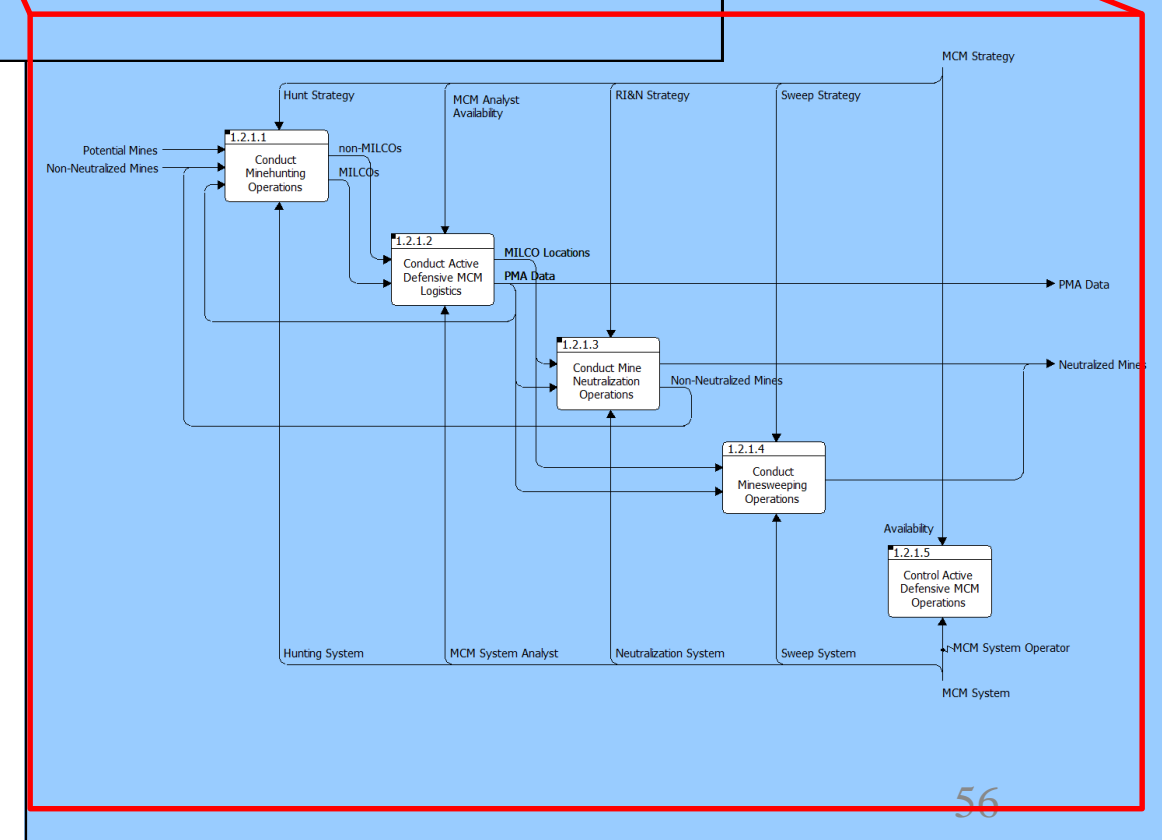 MCM Strategy
Hunt Strategy
MCM Analyst
Availability
RI&N Strategy
Sweep Strategy
1.2.1.1
Conduct
Minehunting
Operations
Potential Mines
Non-Neutralized Mines
non-MILCOs
MILCOs
1.2.1.2
Conduct Active
Defensive MCM
Logistics
MILCO Locations
PMA Data
PMA Data
1.2.1.3
Conduct Mine
Neutralization
Operations
Non-Neutralized Mines
Neutralized Mines
1.2.1.4
Conduct
Minesweeping
Operations
Availability
1.2.1.5
Control Active
Defensive MCM
Operations
Hunting System
MCM System Analyst
Neutralization System
Sweep System
MCM System Operator
MCM System
56